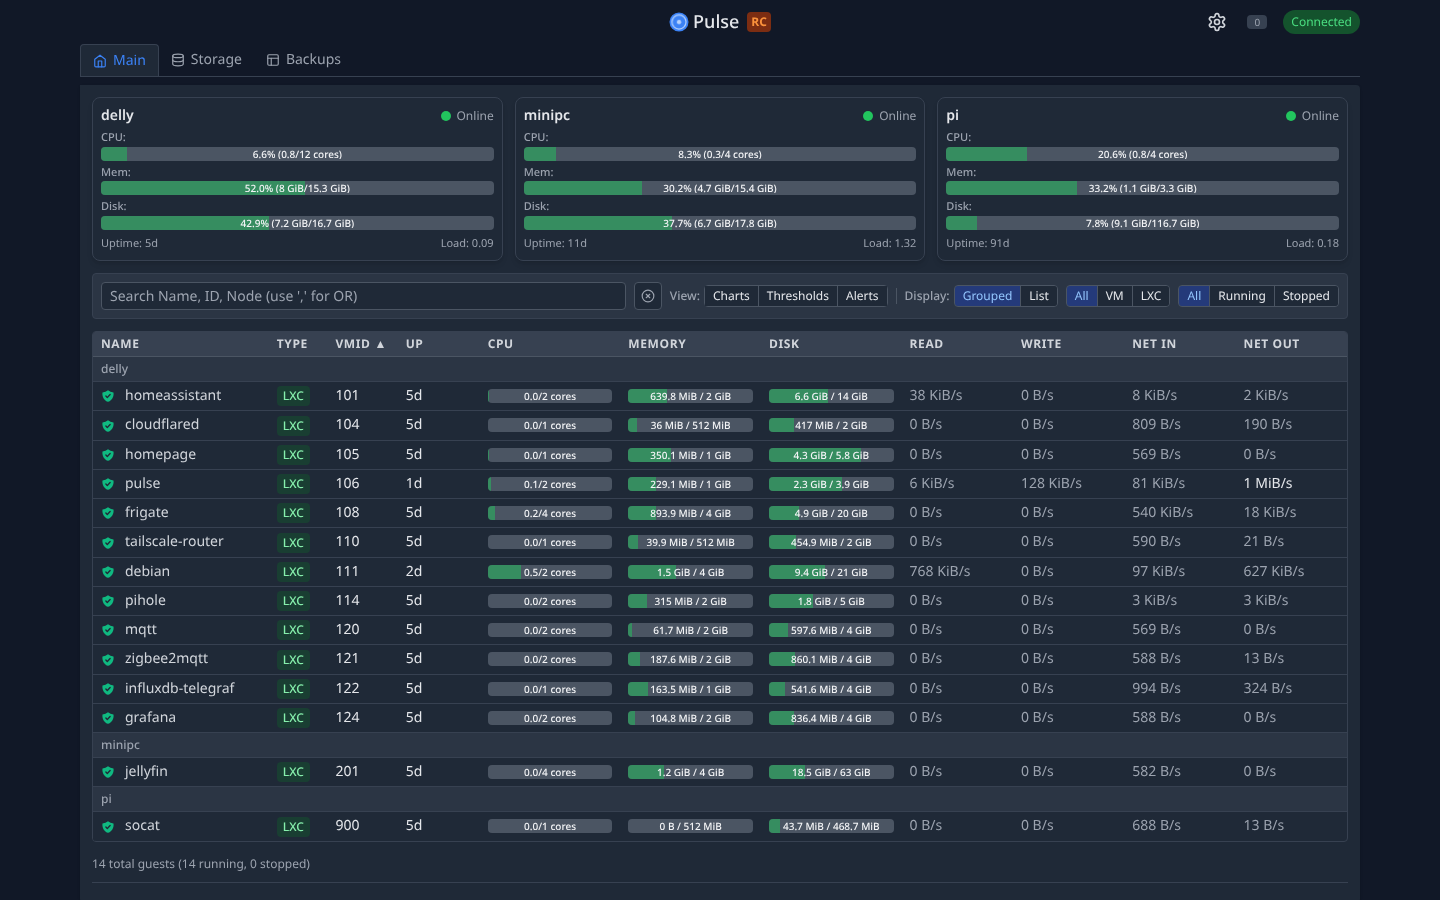 Pulse RC
0 Connected
Main Storage Backups
delly Online
CPU:
6.6% (0.8/12 cores)
Mem:
52.0% (8 GiB/15.3 GiB)
Disk:
42.9% (7.2 GiB/16.7 GiB)
Uptime: 5d Load: 0.09
minipc Online
CPU:
8.3% (0.3/4 cores)
Mem:
30.2% (4.7 GiB/15.4 GiB)
Disk:
37.7% (6.7 GiB/17.8 GiB)
Uptime: 11d Load: 1.32
pi Online
CPU:
20.6% (0.8/4 cores)
Mem:
33.2% (1.1 GiB/3.3 GiB)
Disk:
7.8% (9.1 GiB/116.7 GiB)
Uptime: 91d Load: 0.18
Search Name, ID, Node (use ',' for OR) View: Charts Thresholds Alerts Display: Grouped List All VM LXC All Running Stopped
NAME TYPE VMID ▲ UP CPU MEMORY DISK READ WRITE NET IN NET OUT
delly
homeassistant LXC 101 5d 0.0/2 cores 639.8 MiB / 2 GiB 6.6 GiB / 14 GiB 38 KiB/s 0 B/s 8 KiB/s 2 KiB/s
cloudflared LXC 104 5d 0.0/1 cores 36 MiB / 512 MiB 417 MiB / 2 GiB 0 B/s 0 B/s 809 B/s 190 B/s
homepage LXC 105 5d 0.0/1 cores 350.1 MiB / 1 GiB 4.3 GiB / 5.8 GiB 0 B/s 0 B/s 569 B/s 0 B/s
pulse LXC 106 1d 0.1/2 cores 229.1 MiB / 1 GiB 2.3 GiB / 3.9 GiB 6 KiB/s 128 KiB/s 81 KiB/s 1 MiB/s
frigate LXC 108 5d 0.2/4 cores 893.9 MiB / 4 GiB 4.9 GiB / 20 GiB 0 B/s 0 B/s 540 KiB/s 18 KiB/s
tailscale-router LXC 110 5d 0.0/1 cores 39.9 MiB / 512 MiB 454.9 MiB / 2 GiB 0 B/s 0 B/s 590 B/s 21 B/s
debian LXC 111 2d 0.5/2 cores 1.5 GiB / 4 GiB 9.4 GiB / 21 GiB 768 KiB/s 0 B/s 97 KiB/s 627 KiB/s
pihole LXC 114 5d 0.0/2 cores 315 MiB / 2 GiB 1.8 GiB / 5 GiB 0 B/s 0 B/s 3 KiB/s 3 KiB/s
mqtt LXC 120 5d 0.0/2 cores 61.7 MiB / 2 GiB 597.6 MiB / 4 GiB 0 B/s 0 B/s 569 B/s 0 B/s
zigbee2mqtt LXC 121 5d 0.0/2 cores 187.6 MiB / 2 GiB 860.1 MiB / 4 GiB 0 B/s 0 B/s 588 B/s 13 B/s
influxdb-telegraf LXC 122 5d 0.0/1 cores 163.5 MiB / 1 GiB 541.6 MiB / 4 GiB 0 B/s 0 B/s 994 B/s 324 B/s
grafana LXC 124 5d 0.0/2 cores 104.8 MiB / 2 GiB 836.4 MiB / 4 GiB 0 B/s 0 B/s 588 B/s 0 B/s
minipc
jellyfin LXC 201 5d 0.0/4 cores 1.2 GiB / 4 GiB 18.5 GiB / 63 GiB 0 B/s 0 B/s 582 B/s 0 B/s
pi
socat LXC 900 5d 0.0/1 cores 0 B / 512 MiB 43.7 MiB / 468.7 MiB 0 B/s 0 B/s 688 B/s 13 B/s
14 total guests (14 running, 0 stopped)